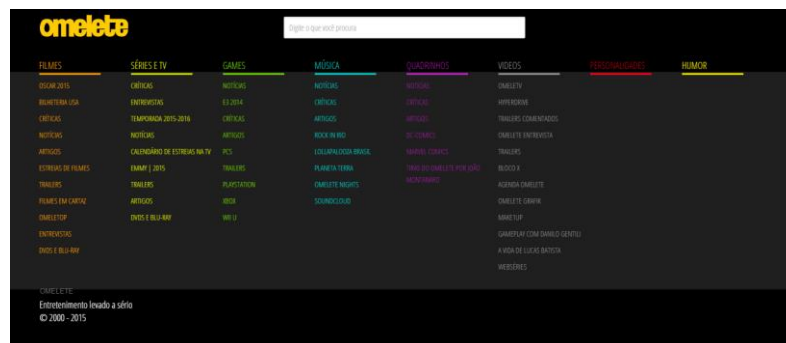 omelete
Digite o que você procura
FILMES
OSCAR 2015
BILHETERIA USA
CRÍTICAS
NOTÍCIAS
ARTIGOS
ESTREIAS DE FILMES
TRAILERS
FILMES EM CARTAZ
OMELETOP
ENTREVISTAS
DVDS E BLU-RAY
SÉRIES E TV
CRÍTICAS
ENTREVISTAS
TEMPORADA 2015-2016
NOTÍCIAS
CALENDÁRIO DE ESTREIAS NA TV
EMMY | 2015
TRAILERS
ARTIGOS
DVDS E BLU-RAY
GAMES
NOTÍCIAS
E3 2014
CRÍTICAS
ARTIGOS
PCS
TRAILERS
PLAYSTATION
XBOX
WII U
MÚSICA
NOTÍCIAS
CRÍTICAS
ARTIGOS
ROCK IN RIO
LOLLAPALOOZA BRASIL
PLANETA TERRA
OMELETE NIGHTS
SOUNDCLOUD
QUADRINHOS
NOTÍCIAS
CRÍTICAS
ARTIGOS
DC COMICS
MARVEL COMICS
OMELETE POR JOÃO
MONTANARO
VIDEOS
OMELETV
HYPERDRIVE
TRAILERS COMENTADOS
OMELETE ENTREVISTA
TRAILERS
BLOCO X
AGENDA OMELETE
OMELETE GRAFIK
MAKETUP
GAMEPLAY COM DANILO GENTILI
A VIDA DE LUCAS BATISTA
WEBSÉRIES
PERSONALIDADES
HUMOR
OMELETE
Entretenimento levado a sério
© 2000 - 2015